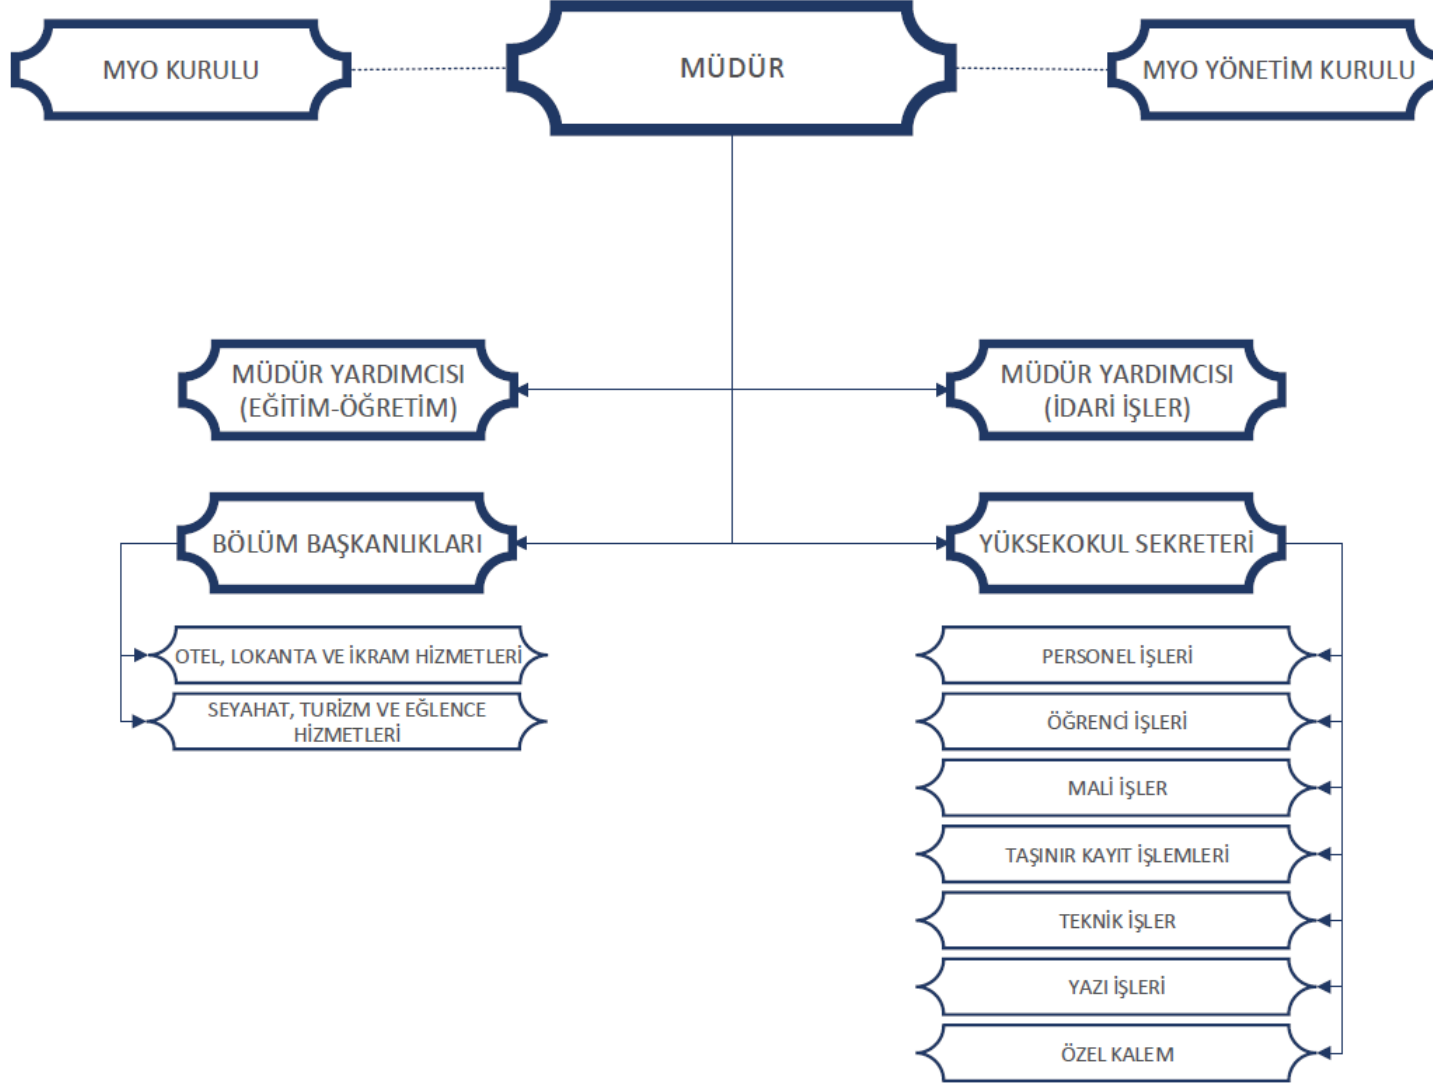 MYO KURULU
MÜDÜR
MYO YÖNETİM KURULU
MÜDÜR YARDIMCISI
(EĞİTİM-ÖĞRETİM)
MÜDÜR YARDIMCISI
(İDARİ İŞLER)
BÖLÜM BAŞKANLIKLARI
YÜKSEKOKUL SEKRETERİ
OTEL, LOKANTA VE İKRAM HİZMETLERİ
SEYAHAT, TURİZM VE EĞLENCE
HİZMETLERİ
PERSONEL İŞLERİ
ÖĞRENCİ İŞLERİ
MALİ İŞLER
TAŞINIR KAYIT İŞLEMLERİ
TEKNİK İŞLER
YAZI İŞLERİ
ÖZEL KALEM